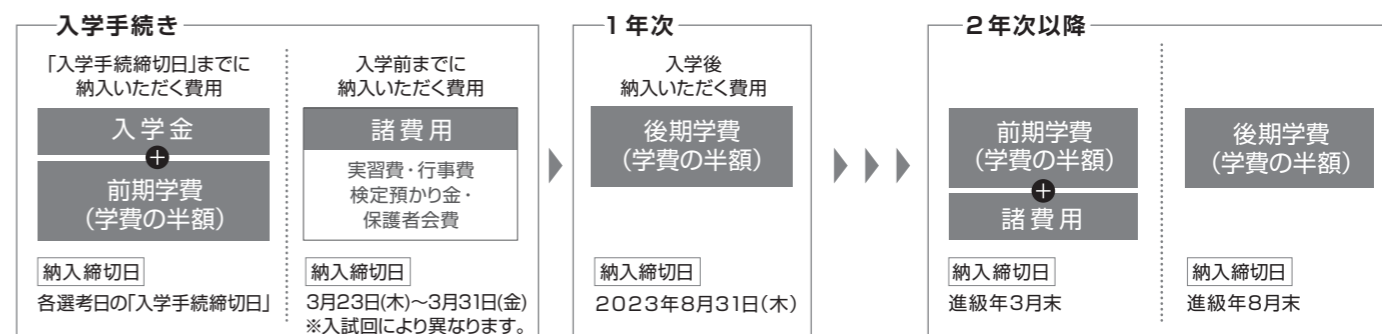 入学手続き
「入学手続締切日」までに
納入いただく費用
入学金
+
前期学費
(学費の半額)
納入締切日
各選考日の「入学手続締切日」
入学前までに
納入いただく費用
諸費用
実習費・行事費
検定預かり金・
保護者会費
納入締切日
3月23日(木)~3月31日(金)
※入試回により異なります。
1年次
入学後
納入いただく費用
後期学費
(学費の半額)
納入締切日
2023年8月31日(木)
2年次以降
前期学費
(学費の半額)
+
諸費用
納入締切日
進級年3月末
後期学費
(学費の半額)
納入締切日
進級年8月末